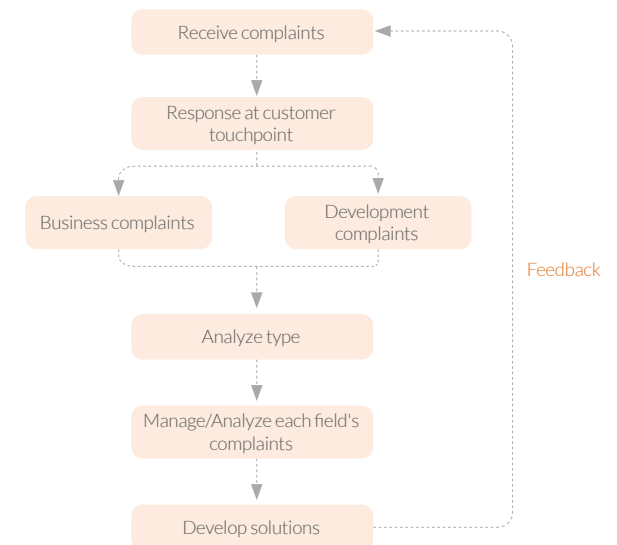 Receive complaints
Response at customer
touchpoint
Business complaints
Development
complaints
Feedback
Analyze type
Manage/Analyze each field's
complaints
Develop solutions